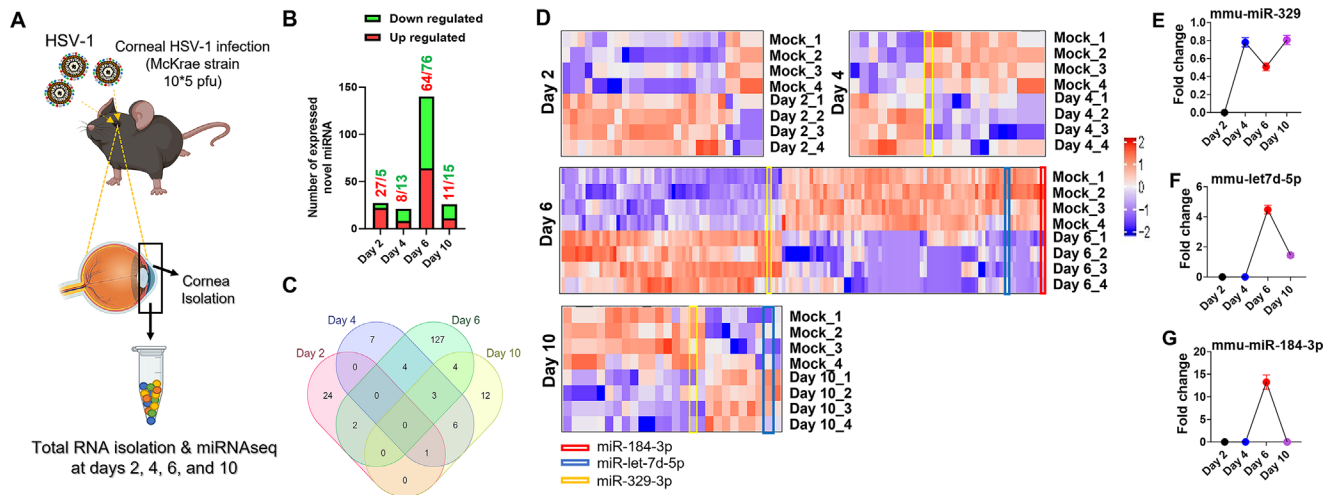 A
HSV-1
Corneal HSV-1 infection
(McKrae strain
10*5 pfu)
Cornea
Isolation
Total RNA isolation & miRNAseq
at days 2, 4, 6, and 10
B
Down regulated
Up regulated
Number of expressed
novel miRNA
150
100
50
0
27/5
8/13
64/76
11/15
Day 2
Day 4
Day 6
Day 10
C
Day 4
Day 6
Day 2
Day 10
7
127
0
4
4
24
0
3
12
2
0
6
0
1
0
D
Day 2
Mock_1
Mock_2
Mock_3
Mock_4
Day 2_1
Day 2_2
Day 2_3
Day 2_4
Day 4
Mock_1
Mock_2
Mock_3
Mock_4
Day 4_1
Day 4_2
Day 4_3
Day 4_4
Day 6
Mock_1
Mock_2
Mock_3
Mock_4
Day 6_1
Day 6_2
Day 6_3
Day 6_4
2
1
0
-1
-2
Day 10
Mock_1
Mock_2
Mock_3
Mock_4
Day 10_1
Day 10_2
Day 10_3
Day 10_4
miR-184-3p
miR-let-7d-5p
miR-329-3p
E
mmu-miR-329
Fold change
1.0
0.8
0.6
0.4
0.2
0.0
Day 2
Day 4
Day 6
Day 10
F
mmu-let7d-5p
Fold change
6
4
2
0
Day 2
Day 4
Day 6
Day 10
G
mmu-miR-184-3p
Fold change
20
15
10
5
0
Day 2
Day 4
Day 6
Day 10